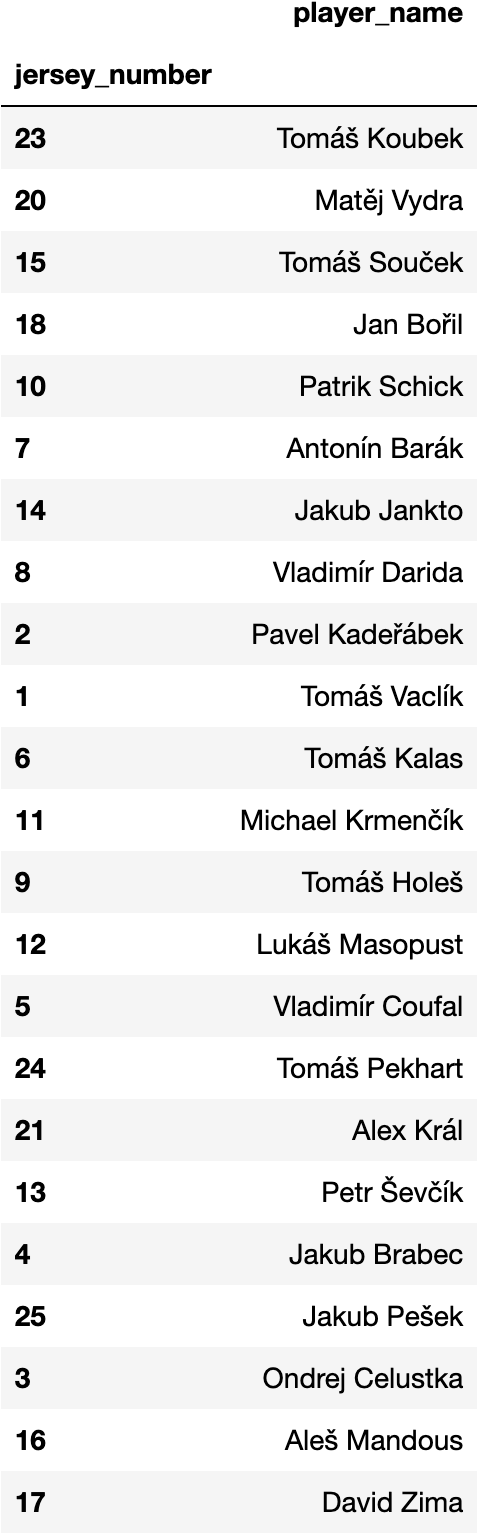 player_name
jersey_number
23 Tomáš Koubek
20 Matěj Vydra
15 Tomáš Souček
18 Jan Bořil
10 Patrik Schick
7 Antonín Barák
14 Jakub Jankto
8 Vladimír Darida
2 Pavel Kadeřábek
1 Tomáš Vaclík
6 Tomáš Kalas
11 Michael Krmenčík
9 Tomáš Holeš
12 Lukáš Masopust
5 Vladimír Coufal
24 Tomáš Pekhart
21 Alex Král
13 Petr Ševčík
4 Jakub Brabec
25 Jakub Pešek
3 Ondrej Celustka
16 Aleš Mandous
17 David Zima